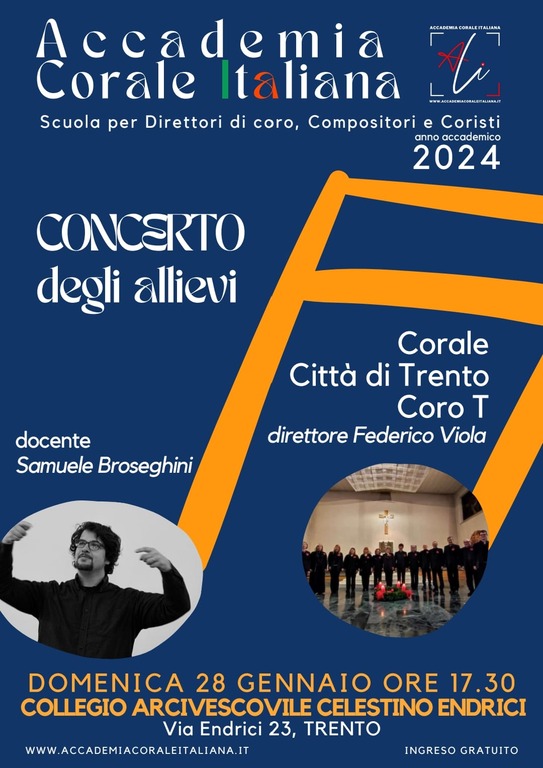 Accademia
Corale Italiana
ACCADEMIA CORALE ITALIANA
ALi
WWW.ACCADEMIACORALEITALIANA.IT
Scuola per Direttori di coro, Compositori e Coristi
anno accademico
2024
CONCERTO
degli allievi
Corale
Città di Trento
Coro T
direttore Federico Viola
docente
Samuele Broseghini
DOMENICA 28 GENNAIO ORE 17.30
COLLEGIO ARCIVESCOVILE CELESTINO ENDRICI
Via Endrici 23, TRENTO
WWW.ACCADEMIACORALEITALIANA.IT
INGRESO GRATUITO